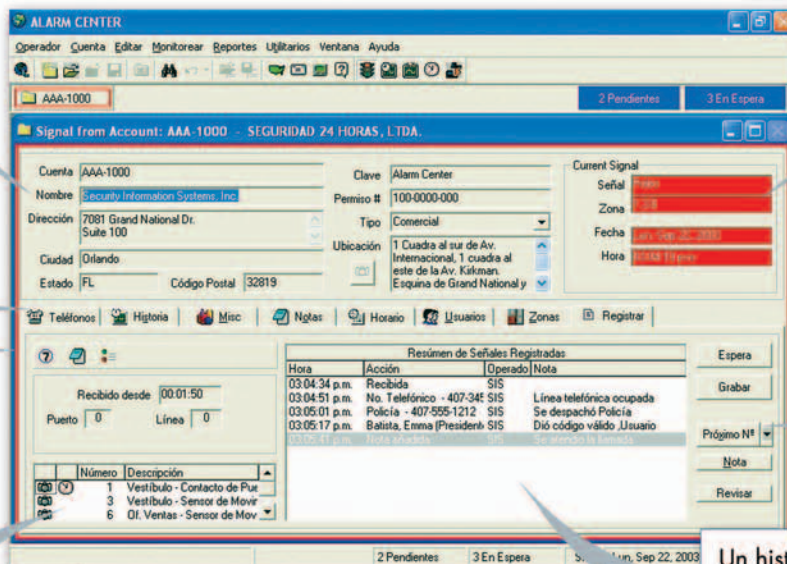 ALARM CENTER
Operador Cuenta Editar Monitorear Reportes Utilitarios Ventana Ayuda
AAA-1000
2 Pendientes 3 En Espera
Signal from Account: AAA-1000 - SEGURIDAD 24 HORAS, LTDA.
Cuenta AAA-1000
Nombre Security Information Systems, Inc.
Dirección 7081 Grand National Dr.
Suite 100
Ciudad Orlando
Estado FL Código Postal 32819
Clave Alarm Center
Permiso # 100-0000-000
Tipo Comercial
Ubicación 1 Cuadra al sur de Av.
Internacional, 1 cuadra al
este de la Av. Kirkman.
Esquina de Grand National y
Current Signal
Señal
Zona
Fecha
Hora
Teléfonos Historia Misc Notas Horario Usuarios Zonas Registrar
Recibido desde 00:01:50
Puerto 0 Línea 0
Número Descripción
1 Vestíbulo - Contacto de Pue
3 Vestíbulo - Sensor de Movir
6 Of. Ventas - Sensor de Mov
Resúmen de Señales Registradas
Hora Acción Operado Nota
03:04:34 p.m. Recibida SIS
03:04:51 p.m. No. Telefónico - 407-345 SIS Línea telefónica ocupada
03:05:01 p.m. Policía - 407-555-1212 SIS Se despachó Policía
03:05:17 p.m. Batista, Emma (President SIS Dió código válido ,Usuario
03:05:41 p.m. Nota añadida SIS Se atendio la llamada
Espera
Grabar
Próximo Nº
Nota
Revisar
2 Pendientes 3 En Espera Lun, Sep 22, 2003
Un hist